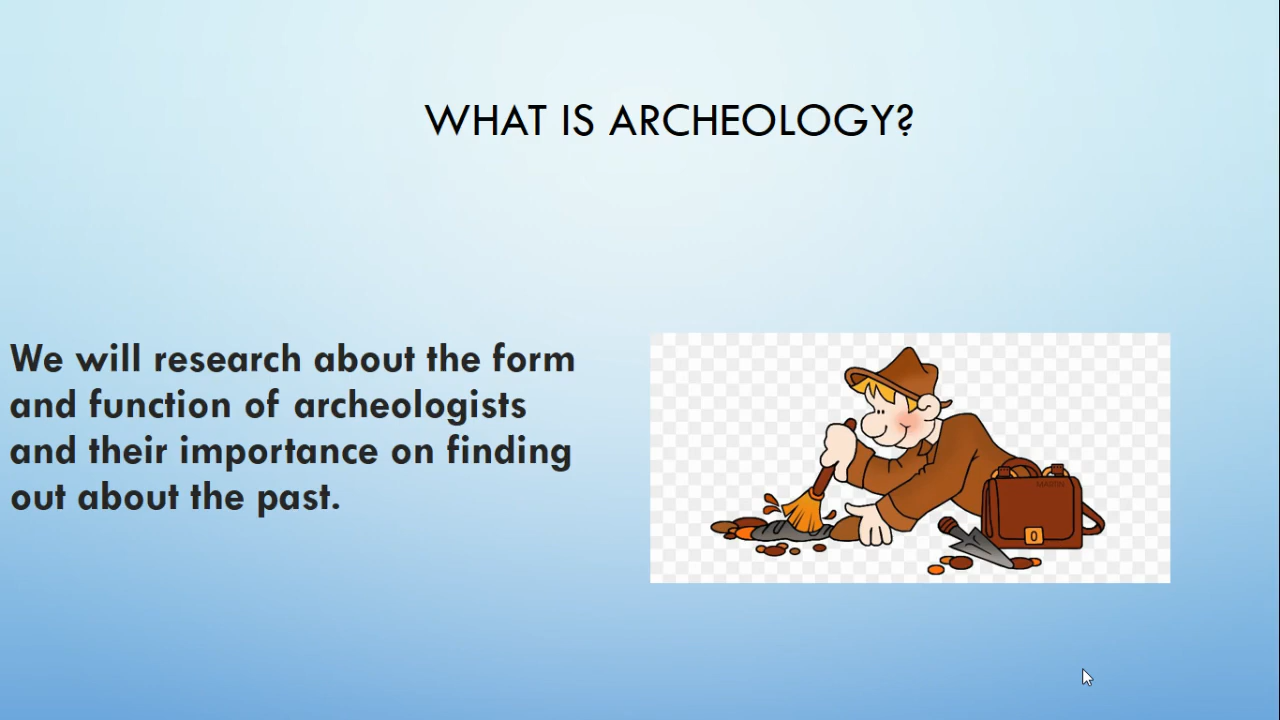 WHAT IS ARCHEOLOGY?
We will research about the form
and function of archeologists
and their importance on finding
out about the past.
MARTIN